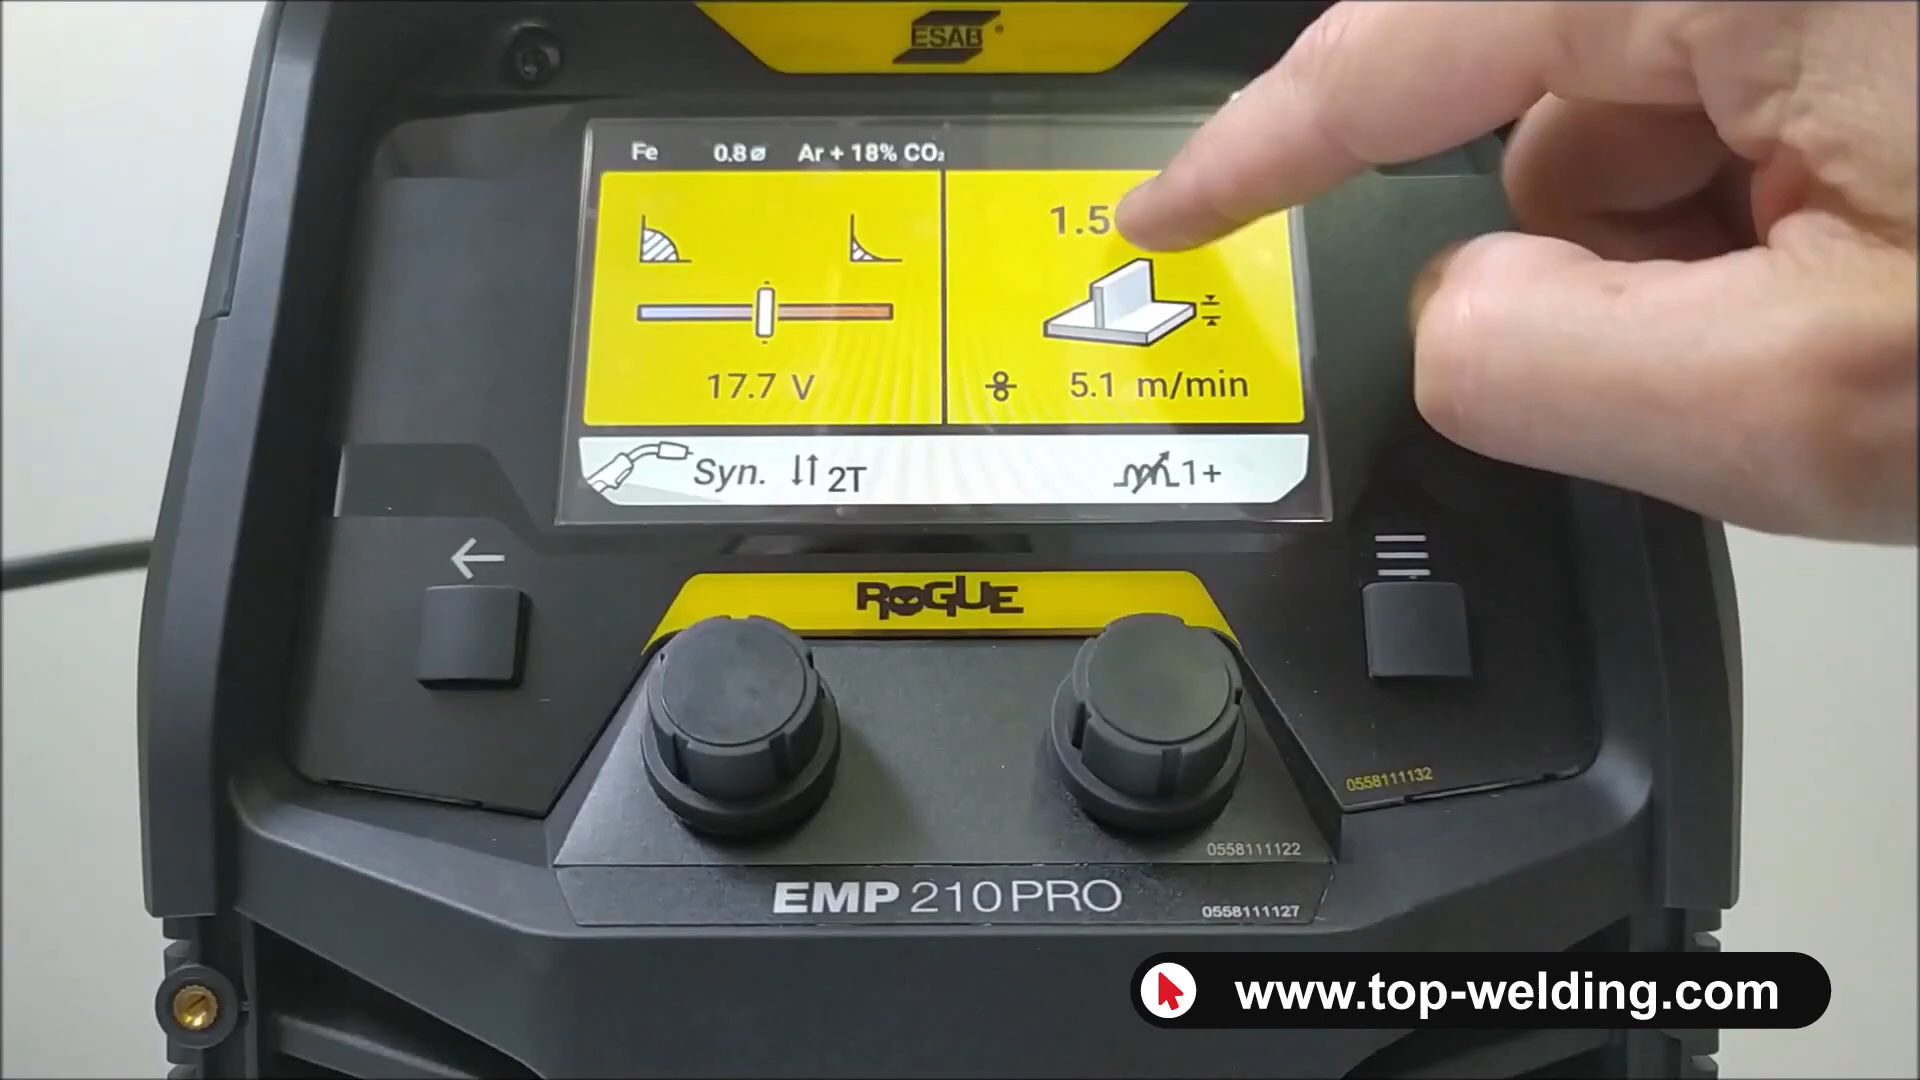 ESAB ®
Fe 0.8⌀ Ar + 18% CO₂
1.5
17.7 V
5.1 m/min
Syn. ↓↑ 2T
1+
ROGUE
0558111132
0558111122
EMP 210 PRO
0558111127
www.top-welding.com